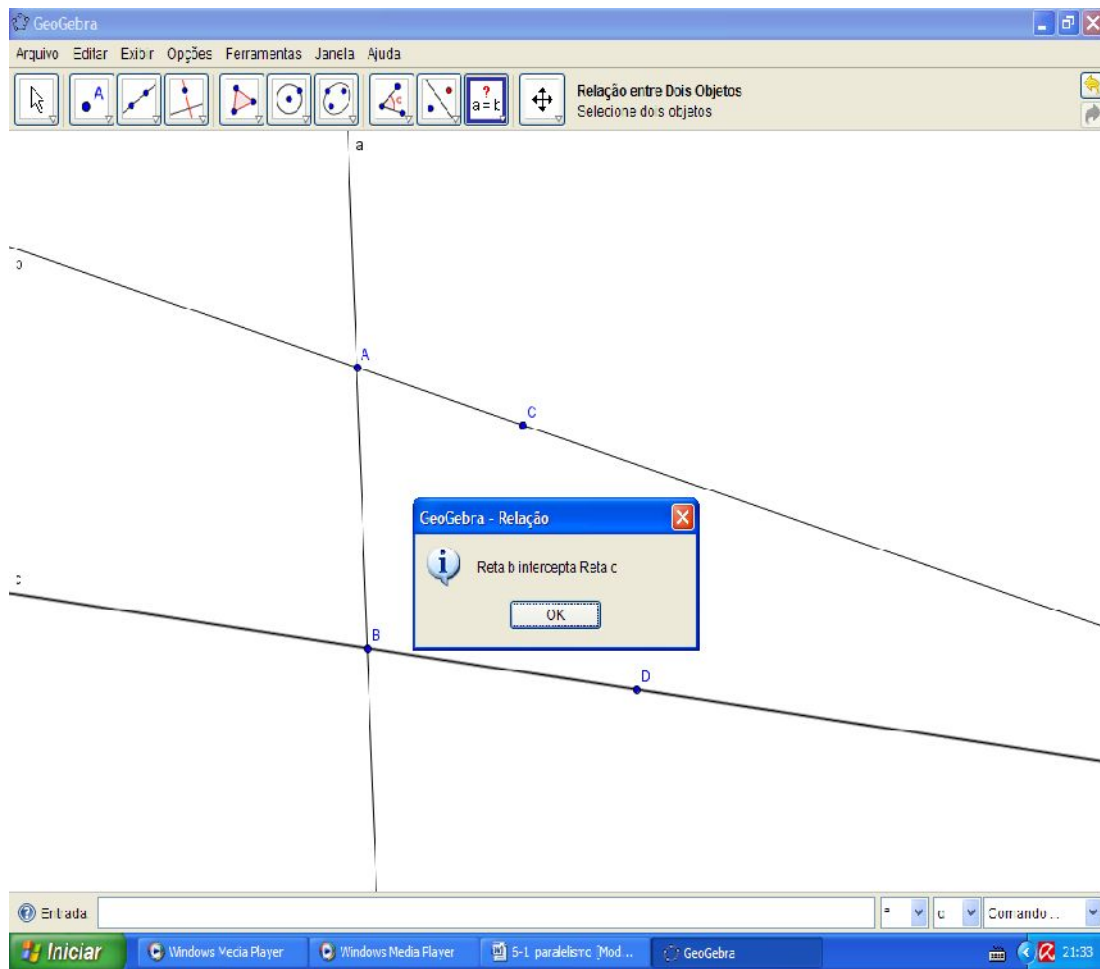 GeoGebra
Arquivo Editar Exibir Opções Ferramentas Janela Ajuda
A
?
a = b
Relação entre Dois Objetos
Selecione dois objetos
a
b
A
C
GeoGebra - Relação
Reta b intercepta Reta c
OK
c
B
D
Entrada:
Comando ...
Iniciar
Windows Media Player
Windows Media Player
5-1 paralelismo [Mod...
GeoGebra
21:33